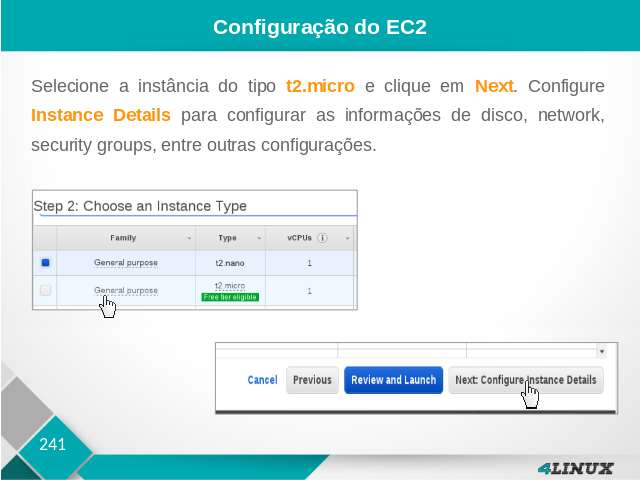 Configuração do EC2
Selecione a instância do tipo t2.micro e clique em Next. Configure
Instance Details para configurar as informações de disco, network,
security groups, entre outras configurações.
Step 2: Choose an Instance Type
Family Type vCPUs i
General purpose t2.nano 1
General purpose t2.micro 1
Free tier eligible
Cancel Previous Review and Launch Next: Configure Instance Details
241
4LINUX